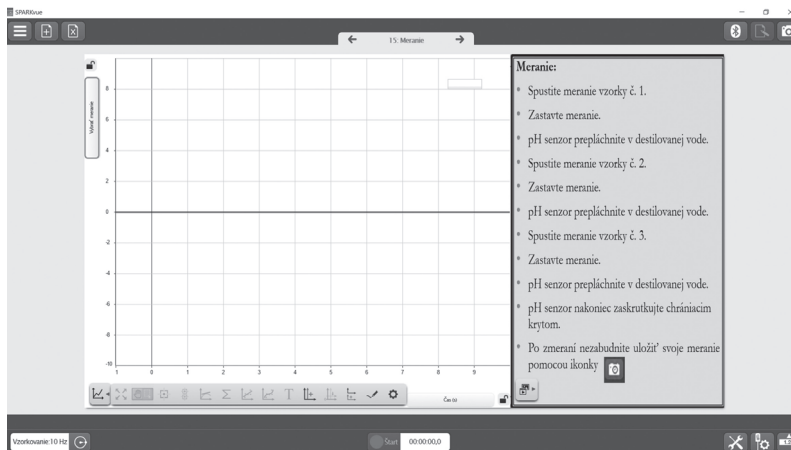 SPARKvue
15. Meranie
Vybrať meranie
8
6
4
2
0
-2
-4
-6
-8
-10
1 0 1 2 3 4 5 6 7 8 9
Čas (s)
Meranie:
Spustite meranie vzorky č. 1.
Zastavte meranie.
pH senzor prepláchnite v destilovanej vode.
Spustite meranie vzorky č. 2.
Zastavte meranie.
pH senzor prepláchnite v destilovanej vode.
Spustite meranie vzorky č. 3.
Zastavte meranie.
pH senzor prepláchnite v destilovanej vode.
pH senzor nakoniec zaskrutkujte chrániacim
krytom.
Po zmeraní nezabudnite uložiť svoje meranie
pomocou ikonky
Vzorkovanie:10 Hz
Štart 00:00:00,0